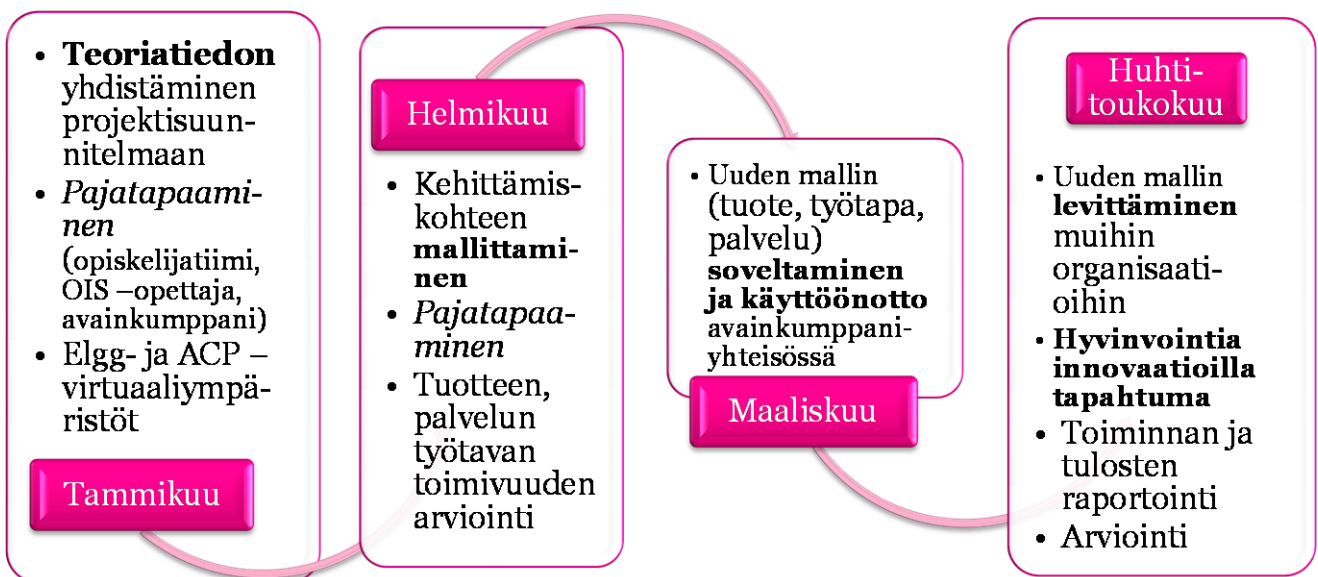 • Teoriatiedon
yhdistäminen
projektisuun-
nitelmaan
• Pajatapaami-
nen
(opiskelijatiimi,
OIS –opettaja,
avainkumppani)
• Elgg- ja ACP –
virtuaaliympä-
ristöt
Tammikuu
Helmikuu
• Kehittämis-
kohteen
mallittami-
nen
• Pajatapaa-
minen
• Tuotteen,
palvelun
työtavan
toimivuuden
arviointi
• Uuden mallin
(tuote, työtapa,
palvelu)
soveltaminen
ja käyttöönotto
avainkumppani-
yhteisössä
Maaliskuu
Huhti-
toukokuu
• Uuden mallin
levittäminen
muihin
organisaati-
oihin
• Hyvinvointia
innovaatioilla
tapahtuma
• Toiminnan ja
tulosten
raportointi
• Arviointi